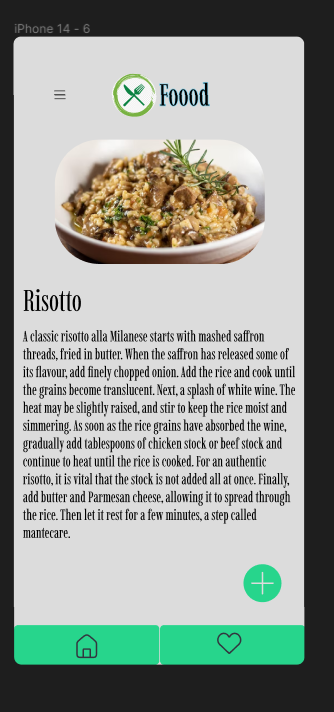 iPhone 14 - 6
Foood
Risotto
A classic risotto alla Milanese starts with mashed saffron
threads, fried in butter. When the saffron has released some of
its flavour, add finely chopped onion. Add the rice and cook until
the grains become translucent. Next, a splash of white wine. The
heat may be slightly raised, and stir to keep the rice moist and
simmering. As soon as the rice grains have absorbed the wine,
gradually add tablespoons of chicken stock or beef stock and
continue to heat until the rice is cooked. For an authentic
risotto, it is vital that the stock is not added all at once. Finally,
add butter and Parmesan cheese, allowing it to spread through
the rice. Then let it rest for a few minutes, a step called
mantecare.